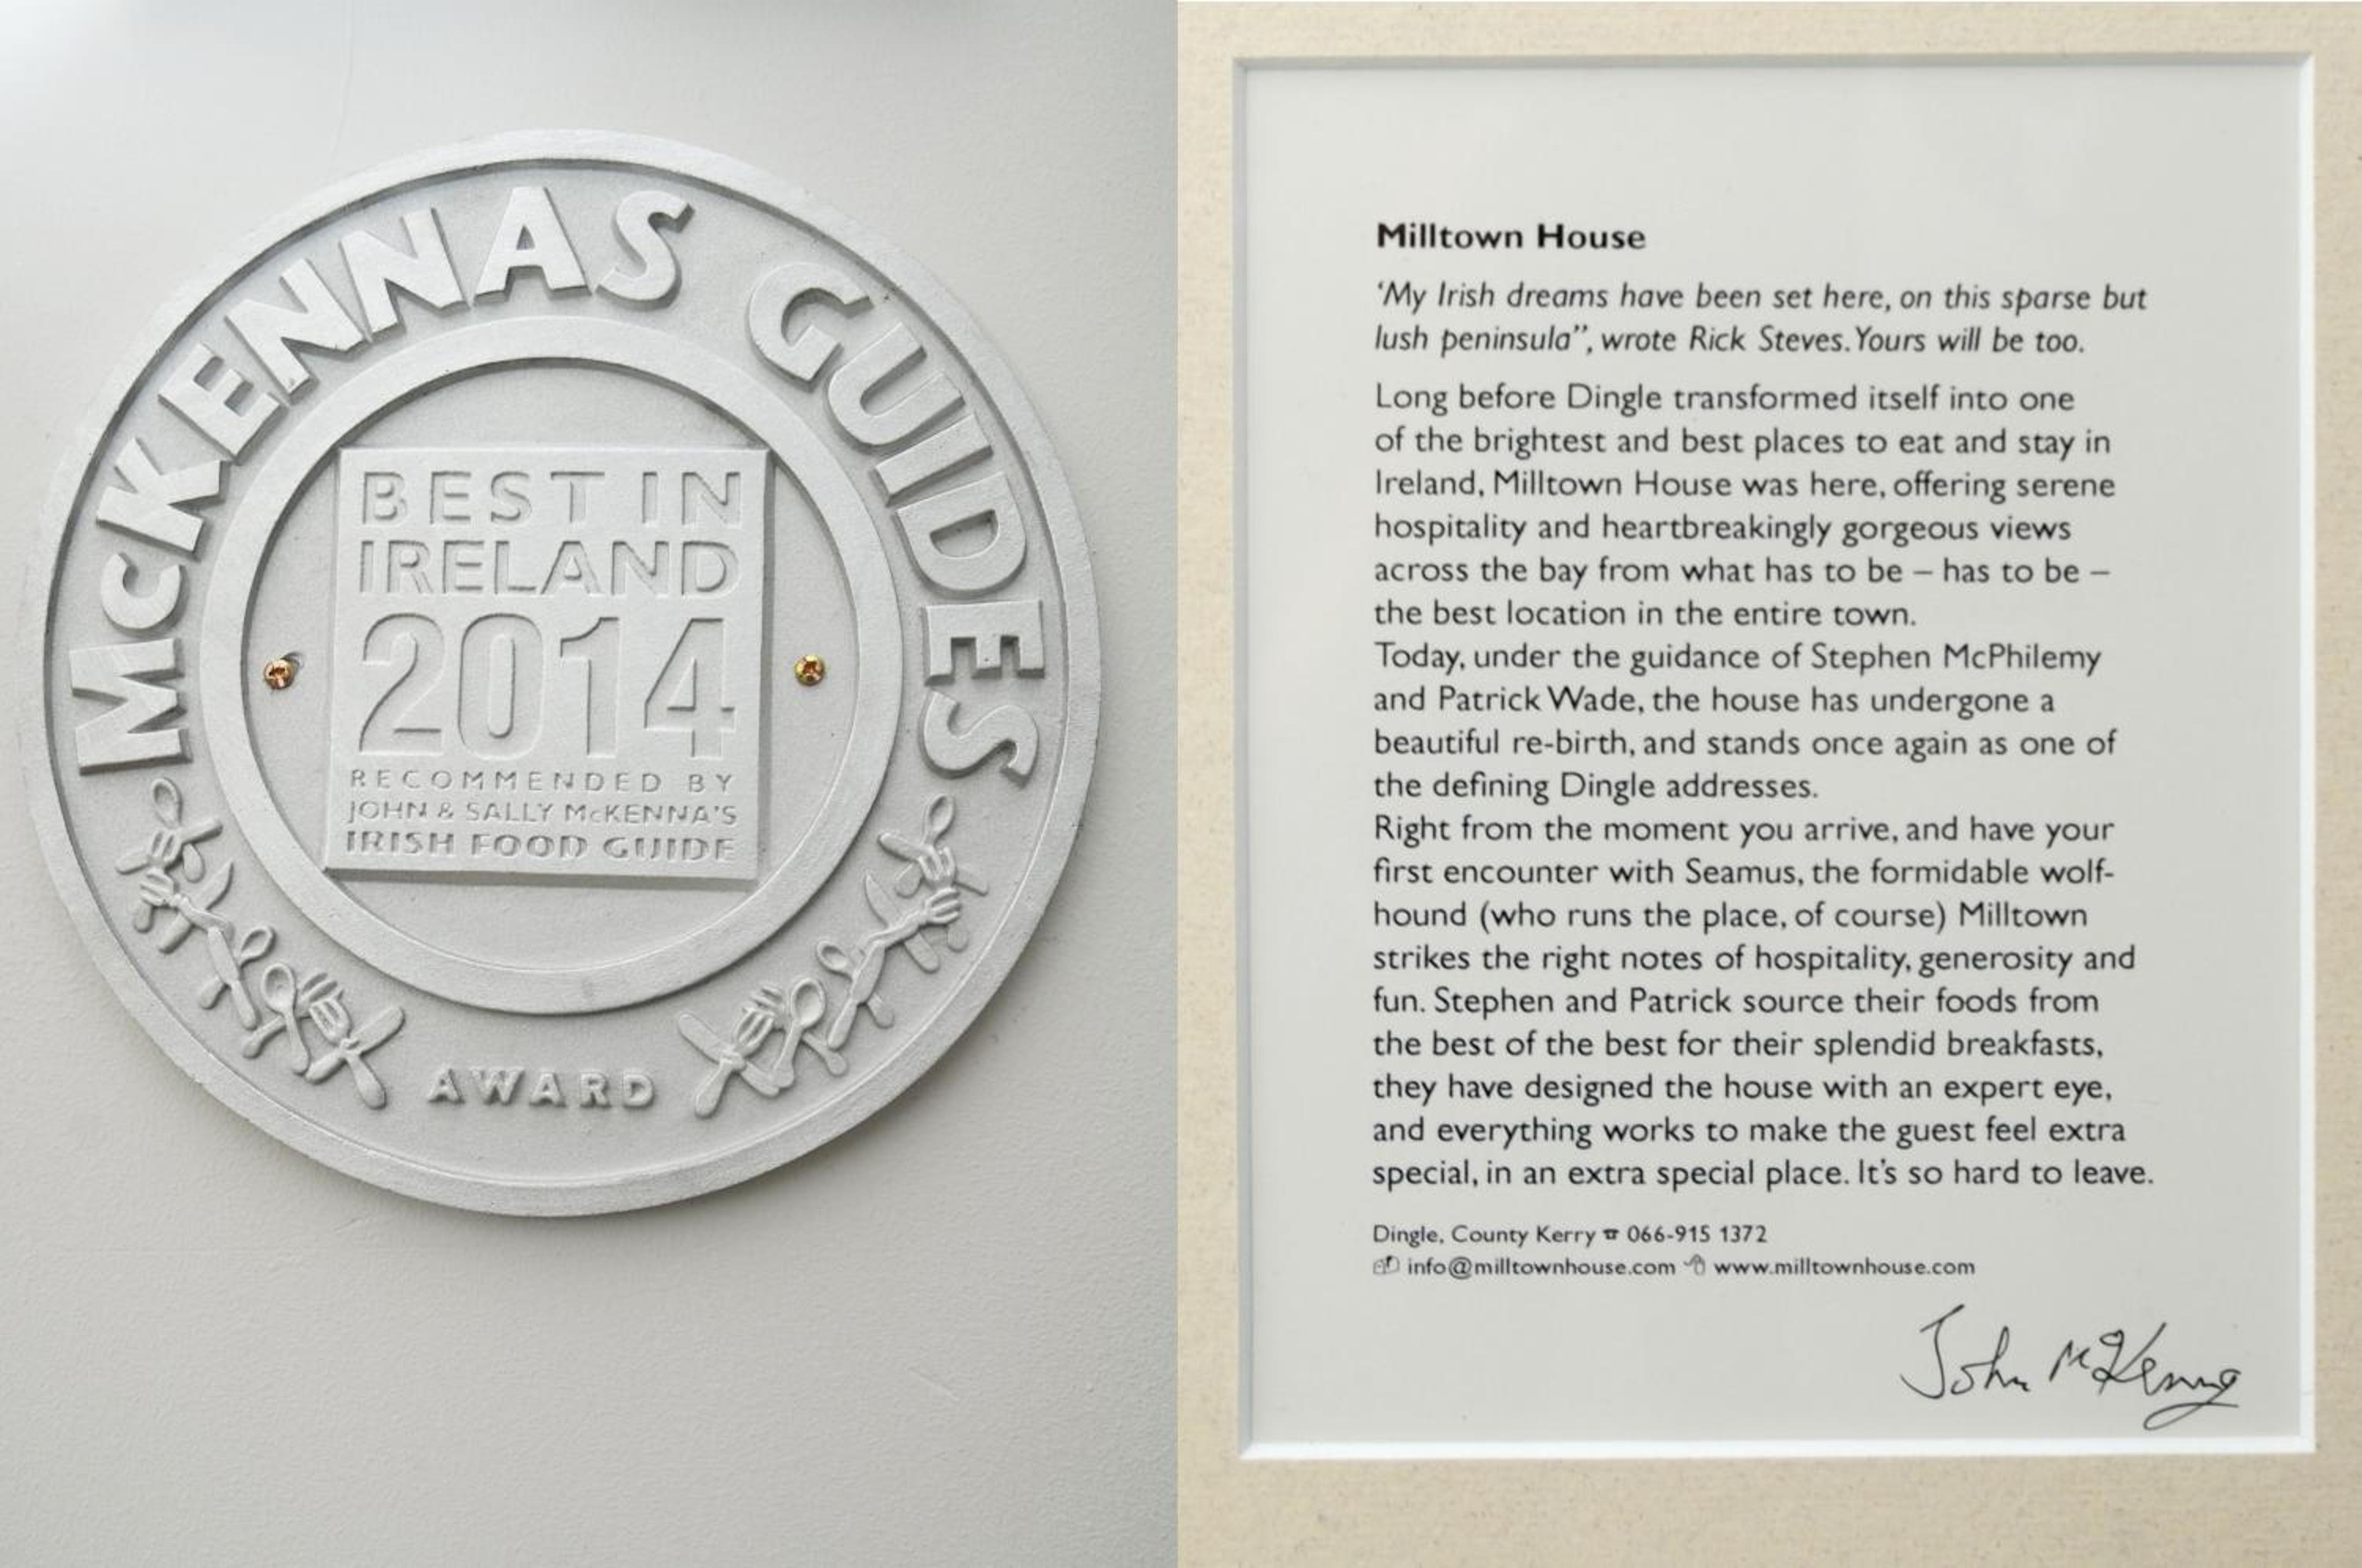 McKENNAS GUIDES
BEST IN
IRELAND
2014
RECOMMENDED BY
JOHN & SALLY McKENNA'S
IRISH FOOD GUIDE
AWARD
Milltown House
‘My Irish dreams have been set here, on this sparse but
lush peninsula”, wrote Rick Steves. Yours will be too.
Long before Dingle transformed itself into one
of the brightest and best places to eat and stay in
Ireland, Milltown House was here, offering serene
hospitality and heartbreakingly gorgeous views
across the bay from what has to be – has to be –
the best location in the entire town.
Today, under the guidance of Stephen McPhilemy
and Patrick Wade, the house has undergone a
beautiful re-birth, and stands once again as one of
the defining Dingle addresses.
Right from the moment you arrive, and have your
first encounter with Seamus, the formidable wolf-
hound (who runs the place, of course) Milltown
strikes the right notes of hospitality, generosity and
fun. Stephen and Patrick source their foods from
the best of the best for their splendid breakfasts,
they have designed the house with an expert eye,
and everything works to make the guest feel extra
special, in an extra special place. It’s so hard to leave.
Dingle, County Kerry ☎ 066-915 1372
info@milltownhouse.com www.milltownhouse.com
John McKenna